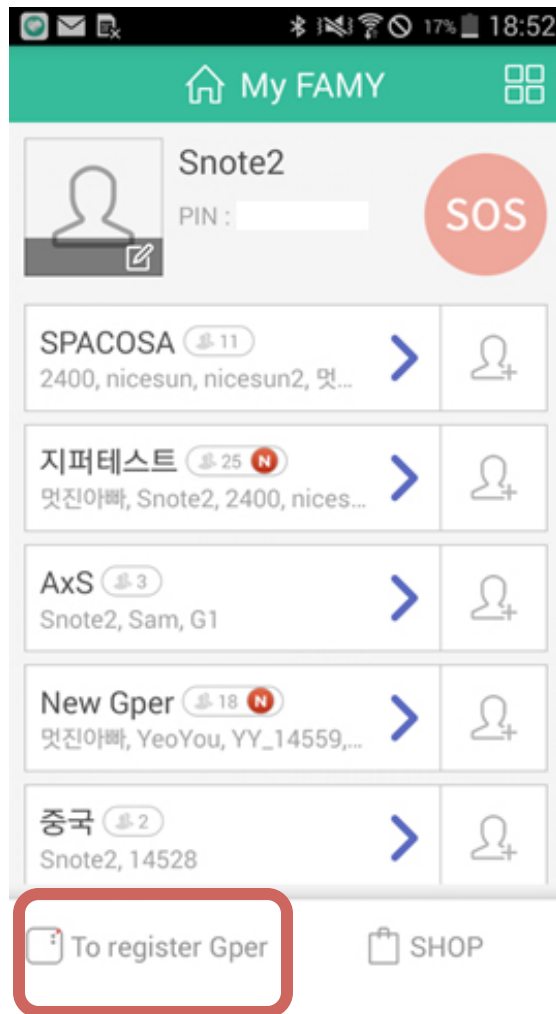 17% 18:52
My FAMY
Snote2
PIN :
SOS
SPACOSA 11
2400, nicesun, nicesun2, 멋...
지퍼테스트 25 N
멋진아빠, Snote2, 2400, nices...
AxS 3
Snote2, Sam, G1
New Gper 18 N
멋진아빠, YeoYou, YY_14559,...
중국 2
Snote2, 14528
To register Gper
SHOP